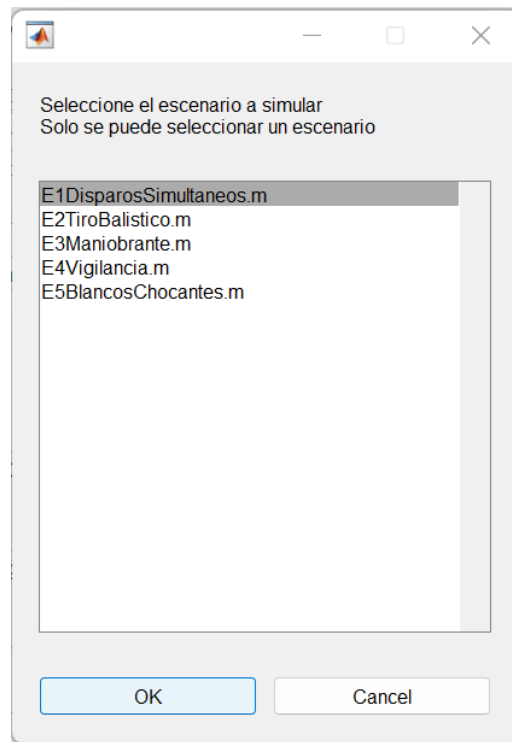 Seleccione el escenario a simular
Solo se puede seleccionar un escenario
E1DisparosSimultaneos.m
E2TiroBalistico.m
E3Maniobrante.m
E4Vigilancia.m
E5BlancosChocantes.m
OK
Cancel